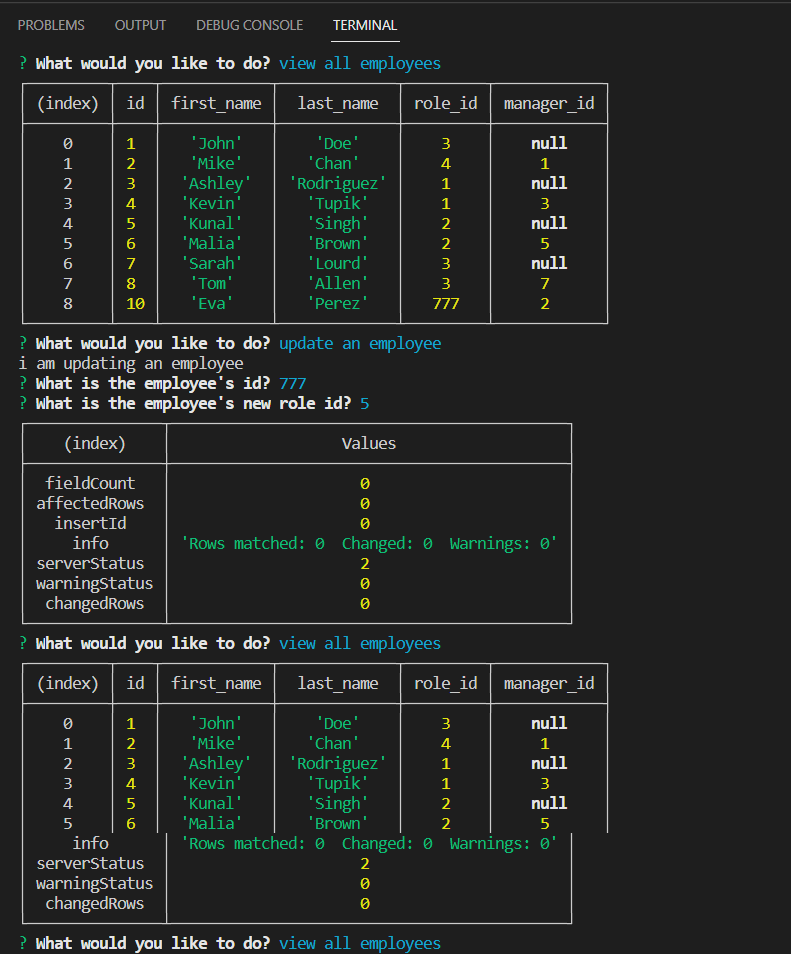 PROBLEMS OUTPUT DEBUG CONSOLE TERMINAL
? What would you like to do? view all employees
(index) id first_name last_name role_id manager_id
0 1 'John' 'Doe' 3 null
1 2 'Mike' 'Chan' 4 1
2 3 'Ashley' 'Rodriguez' 1 null
3 4 'Kevin' 'Tupik' 1 3
4 5 'Kunal' 'Singh' 2 null
5 6 'Malia' 'Brown' 2 5
6 7 'Sarah' 'Lourd' 3 null
7 8 'Tom' 'Allen' 3 7
8 10 'Eva' 'Perez' 777 2
? What would you like to do? update an employee
i am updating an employee
? What is the employee's id? 777
? What is the employee's new role id? 5
(index) Values
fieldCount 0
affectedRows 0
insertId 0
info 'Rows matched: 0  Changed: 0  Warnings: 0'
serverStatus 2
warningStatus 0
changedRows 0
? What would you like to do? view all employees
(index) id first_name last_name role_id manager_id
0 1 'John' 'Doe' 3 null
1 2 'Mike' 'Chan' 4 1
2 3 'Ashley' 'Rodriguez' 1 null
3 4 'Kevin' 'Tupik' 1 3
4 5 'Kunal' 'Singh' 2 null
5 6 'Malia' 'Brown' 2 5
info 'Rows matched: 0  Changed: 0  Warnings: 0'
serverStatus 2
warningStatus 0
changedRows 0
? What would you like to do? view all employees